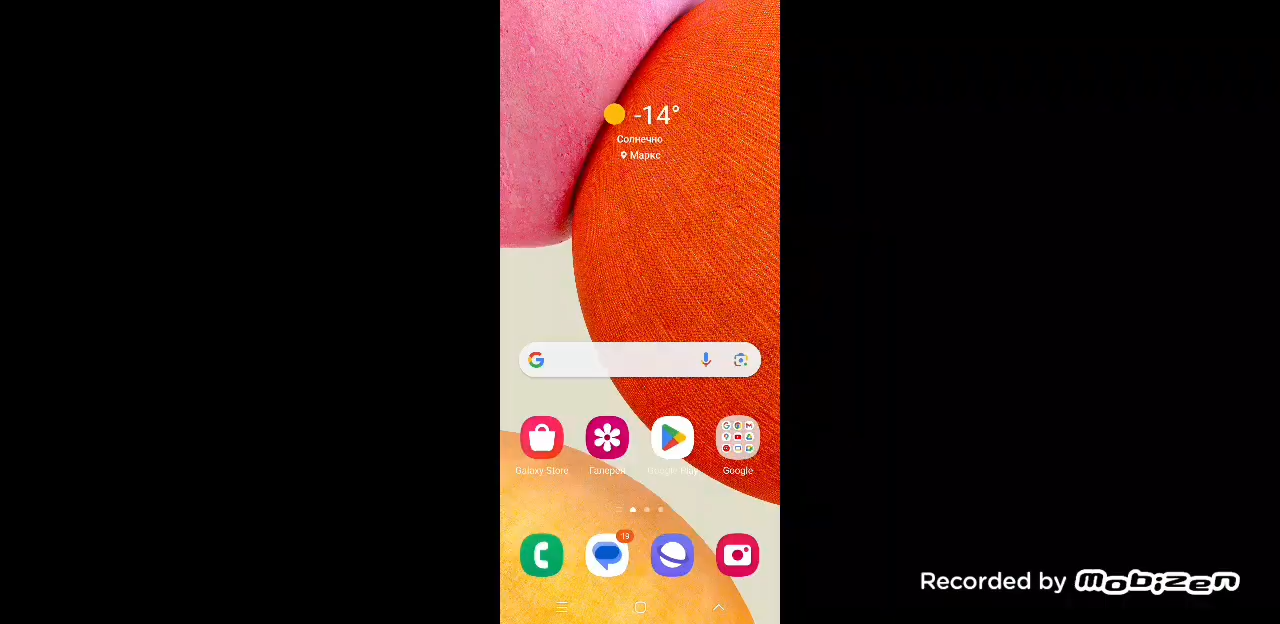 -14°
Солнечно
Маркс
Galaxy Store
Галерея
Google Play
Google
19
Recorded by mobizen